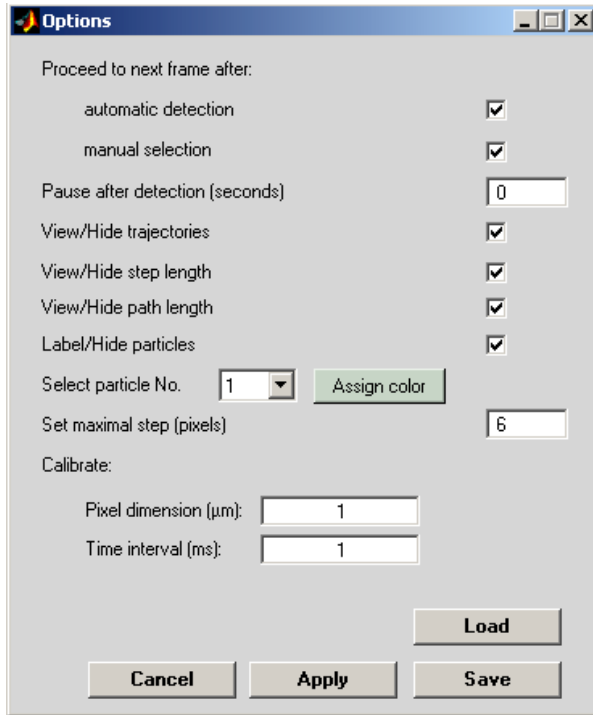 Options
Proceed to next frame after:
automatic detection
manual selection
Pause after detection (seconds) 0
View/Hide trajectories
View/Hide step length
View/Hide path length
Label/Hide particles
Select particle No. 1 Assign color
Set maximal step (pixels) 6
Calibrate:
Pixel dimension (µm): 1
Time interval (ms): 1
Load
Cancel Apply Save